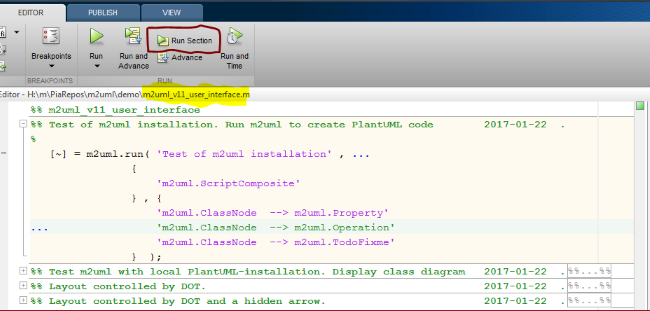 EDITOR PUBLISH VIEW
Breakpoints Run Run and Advance Run Section Advance Run and Time
BREAKPOINTS RUN
Editor - H:\m\PiaRepos\m2uml\demo\m2uml_v11_user_interface.m
%% m2uml_v11_user_interface
%% Test of m2uml installation. Run m2uml to create PlantUML code 2017-01-22 .
%
[~] = m2uml.run( 'Test of m2uml installation' , ...
{
'm2uml.ScriptComposite'
} , {
'm2uml.ClassNode --> m2uml.Property'
... 'm2uml.ClassNode --> m2uml.Operation'
'm2uml.ClassNode --> m2uml.TodoFixme'
} );
%% Test m2uml with local PlantUML-installation. Display class diagram 2017-01-22 .%%...%%
%% Layout controlled by DOT. 2017-01-22 .%%...%%
%% Layout controlled by DOT and a hidden arrow. 2017-01-22 .%%...%%